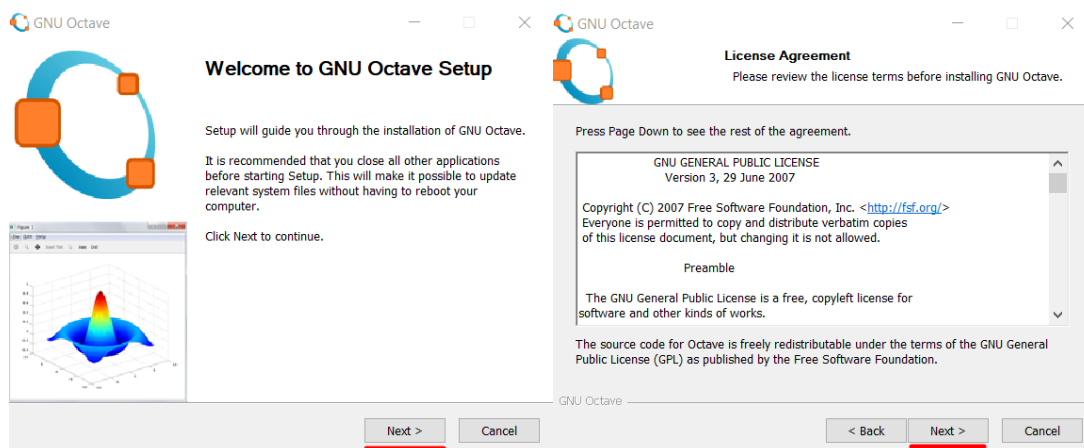 GNU Octave
Welcome to GNU Octave Setup
Setup will guide you through the installation of GNU Octave.
It is recommended that you close all other applications
before starting Setup. This will make it possible to update
relevant system files without having to reboot your
computer.
Click Next to continue.
Figure 1
Next >
Cancel
GNU Octave
License Agreement
Please review the license terms before installing GNU Octave.
Press Page Down to see the rest of the agreement.
GNU GENERAL PUBLIC LICENSE
Version 3, 29 June 2007
Copyright (C) 2007 Free Software Foundation, Inc. <http://fsf.org/>
Everyone is permitted to copy and distribute verbatim copies
of this license document, but changing it is not allowed.
Preamble
The GNU General Public License is a free, copyleft license for
software and other kinds of works.
The source code for Octave is freely redistributable under the terms of the GNU General
Public License (GPL) as published by the Free Software Foundation.
GNU Octave
< Back
Next >
Cancel